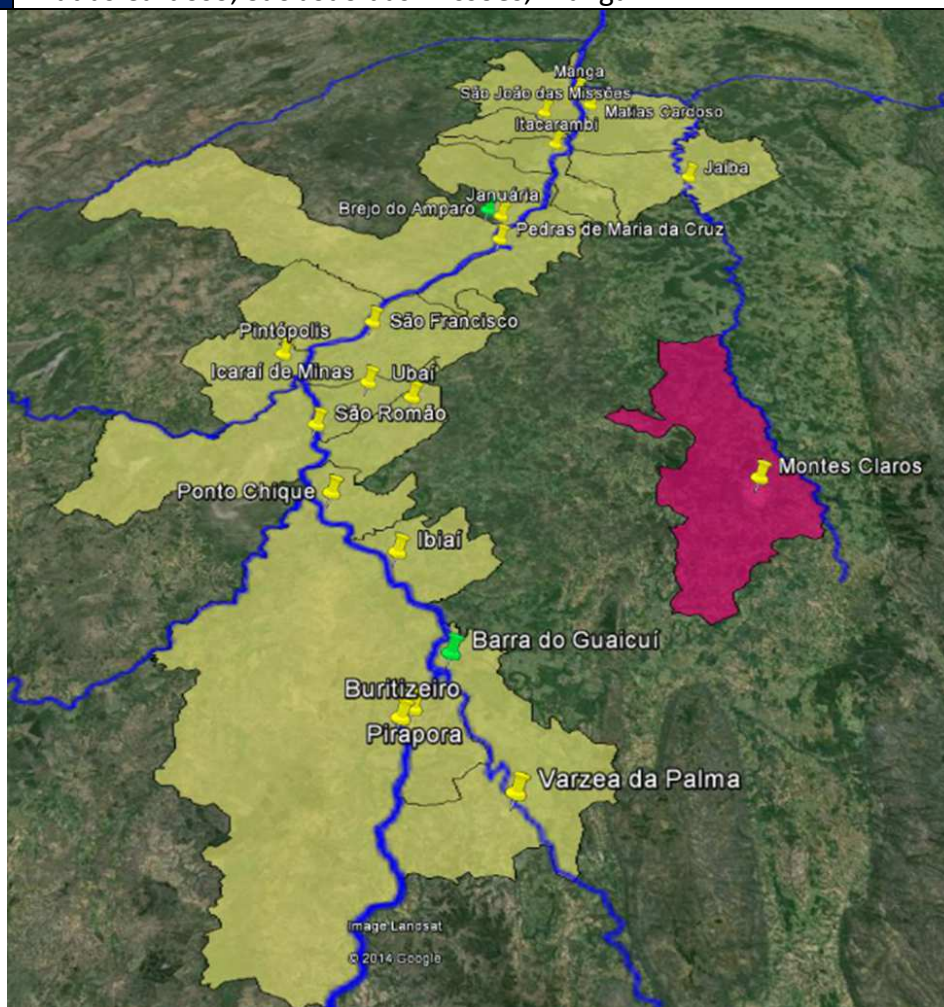 Manga
São João das Missões
Matias Cardoso
Itacarambi
Jaíba
Januária
Brejo do Amparo
Pedras de Maria da Cruz
São Francisco
Pintópolis
Icaraí de Minas
Ubaí
São Romão
Montes Claros
Ponto Chique
Ibiaí
Barra do Guaicuí
Buritizeiro
Pirapora
Varzea da Palma
Image Landsat
© 2014 Google